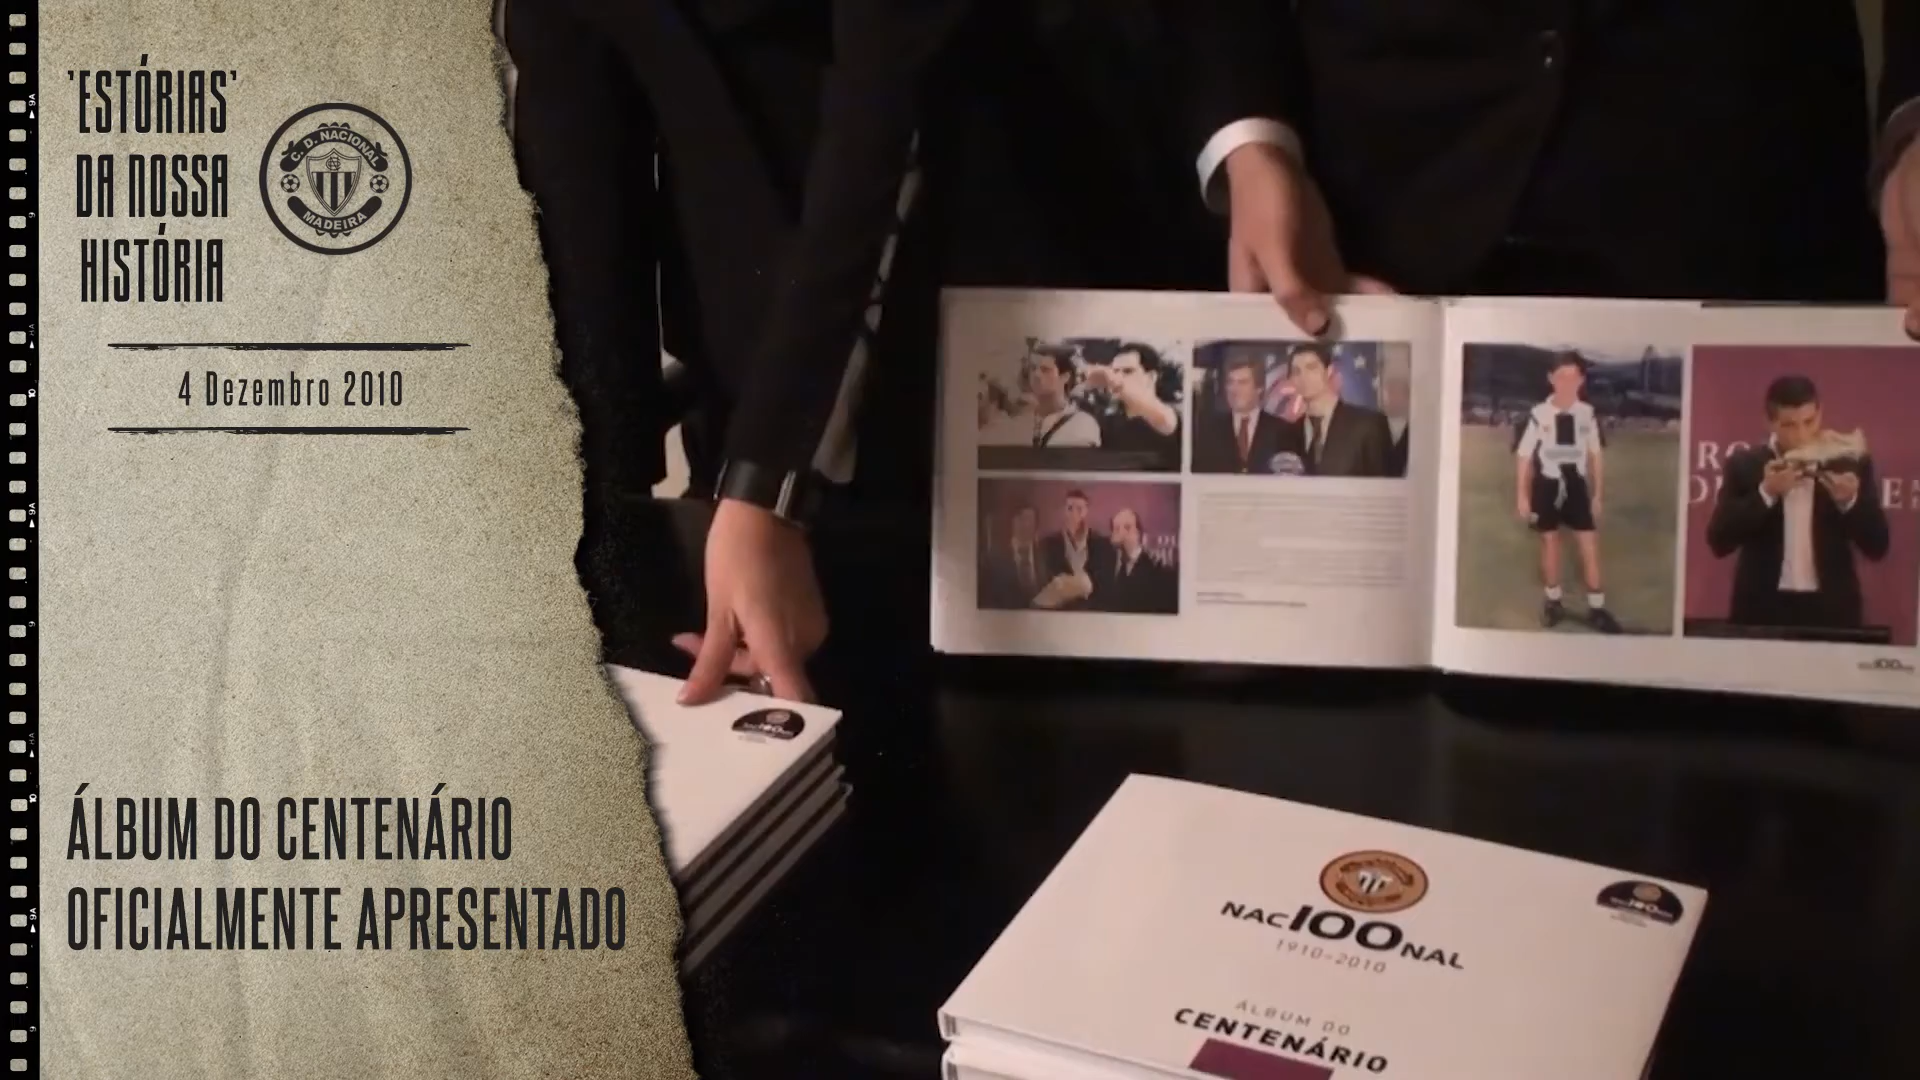 'ESTÓRIAS'
DA NOSSA
HISTÓRIA
C. D. NACIONAL
MADEIRA
4 Dezembro 2010
ÁLBUM DO CENTENÁRIO
OFICIALMENTE APRESENTADO
NAC100NAL
1910-2010
ÁLBUM DO
CENTENÁRIO